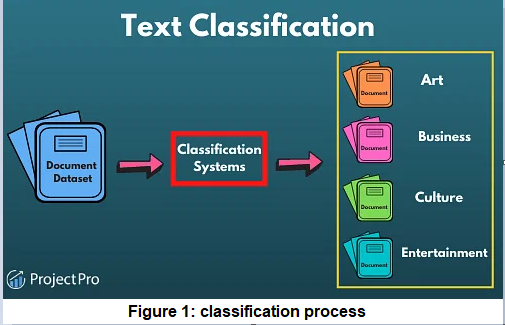 Text Classification
Document
Dataset
Classification
Systems
Document
Art
Document
Business
Document
Culture
Document
Entertainment
ProjectPro
Figure 1: classification process